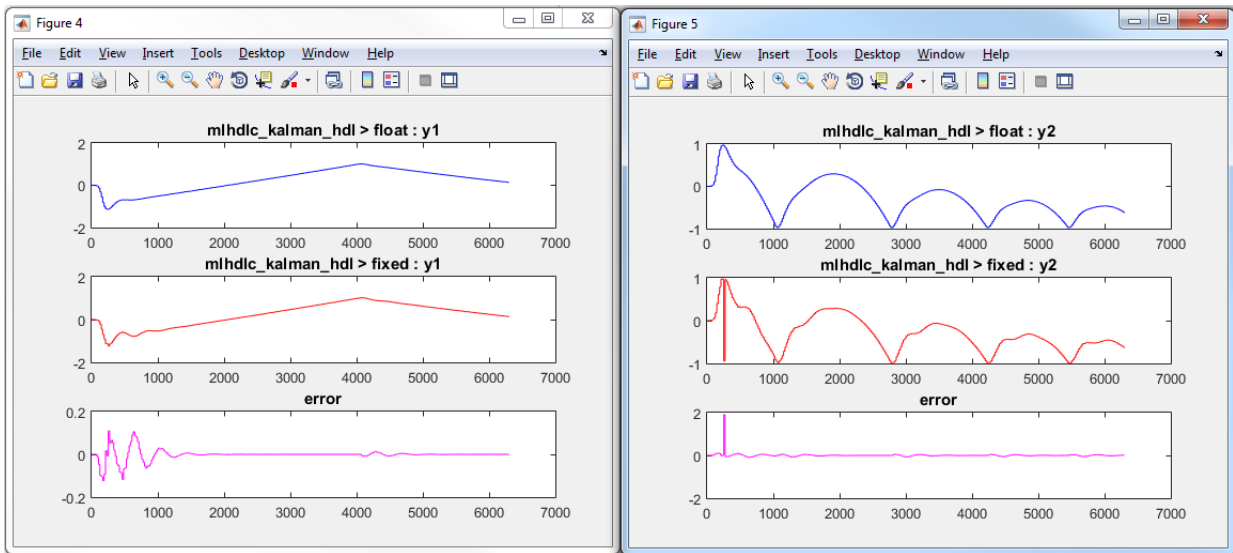 Figure 4
File Edit View Insert Tools Desktop Window Help
mlhdlc_kalman_hdl > float : y1
2
0
-2
0 1000 2000 3000 4000 5000 6000 7000
mlhdlc_kalman_hdl > fixed : y1
2
0
-2
0 1000 2000 3000 4000 5000 6000 7000
error
0.2
0
-0.2
0 1000 2000 3000 4000 5000 6000 7000
Figure 5
File Edit View Insert Tools Desktop Window Help
mlhdlc_kalman_hdl > float : y2
1
0
-1
0 1000 2000 3000 4000 5000 6000 7000
mlhdlc_kalman_hdl > fixed : y2
1
0
-1
0 1000 2000 3000 4000 5000 6000 7000
error
2
0
-2
0 1000 2000 3000 4000 5000 6000 7000